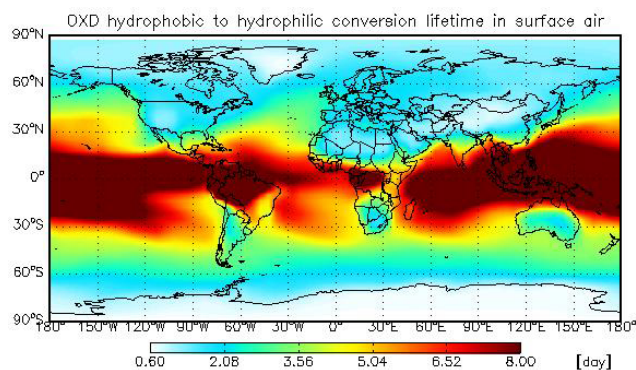 OXD hydrophobic to hydrophilic conversion lifetime in surface air
90°N
60°N
30°N
0°
30°S
60°S
90°S
180° 150°W 120°W 90°W 60°W 30°W 0° 30°E 60°E 90°E 120°E 150°E 180°
0.60 2.08 3.56 5.04 6.52 8.00 [day]